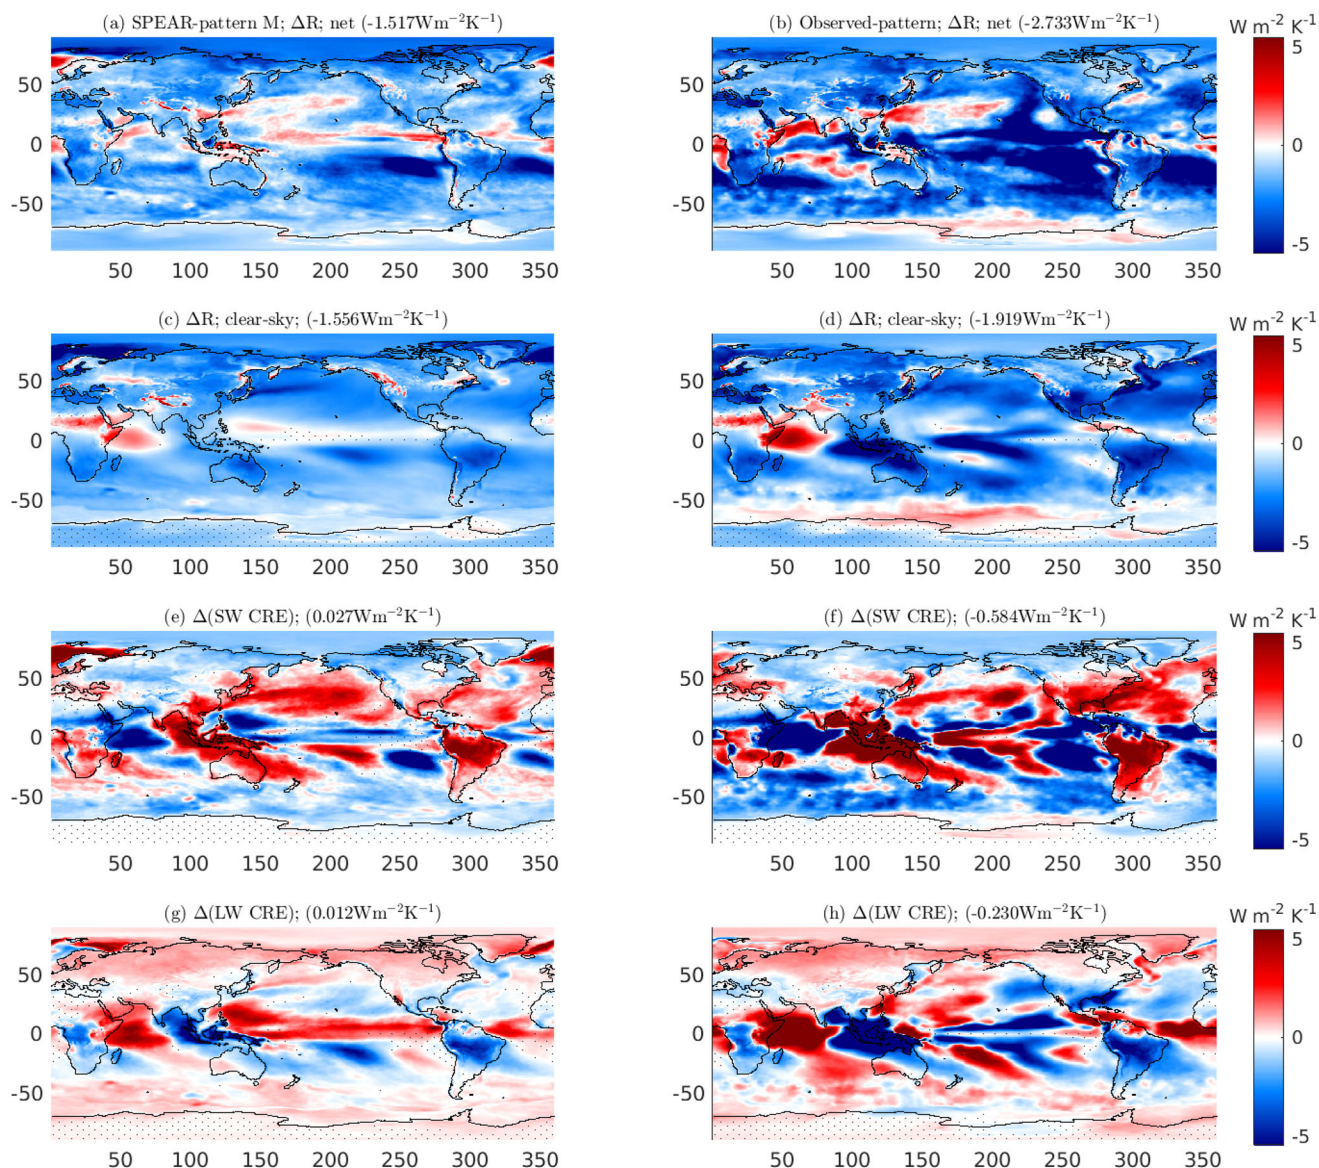 (a) SPEAR-pattern M; ΔR; net (-1.517Wm⁻²K⁻¹)
(b) Observed-pattern; ΔR; net (-2.733Wm⁻²K⁻¹)
W m⁻² K⁻¹
50
0
-50
50 100 150 200 250 300 350
50
0
-50
50 100 150 200 250 300 350
5
0
-5
(c) ΔR; clear-sky; (-1.556Wm⁻²K⁻¹)
(d) ΔR; clear-sky; (-1.919Wm⁻²K⁻¹)
W m⁻² K⁻¹
50
0
-50
50 100 150 200 250 300 350
50
0
-50
50 100 150 200 250 300 350
5
0
-5
(e) Δ(SW CRE); (0.027Wm⁻²K⁻¹)
(f) Δ(SW CRE); (-0.584Wm⁻²K⁻¹)
W m⁻² K⁻¹
50
0
-50
50 100 150 200 250 300 350
50
0
-50
50 100 150 200 250 300 350
5
0
-5
(g) Δ(LW CRE); (0.012Wm⁻²K⁻¹)
(h) Δ(LW CRE); (-0.230Wm⁻²K⁻¹)
W m⁻² K⁻¹
50
0
-50
50 100 150 200 250 300 350
50
0
-50
50 100 150 200 250 300 350
5
0
-5